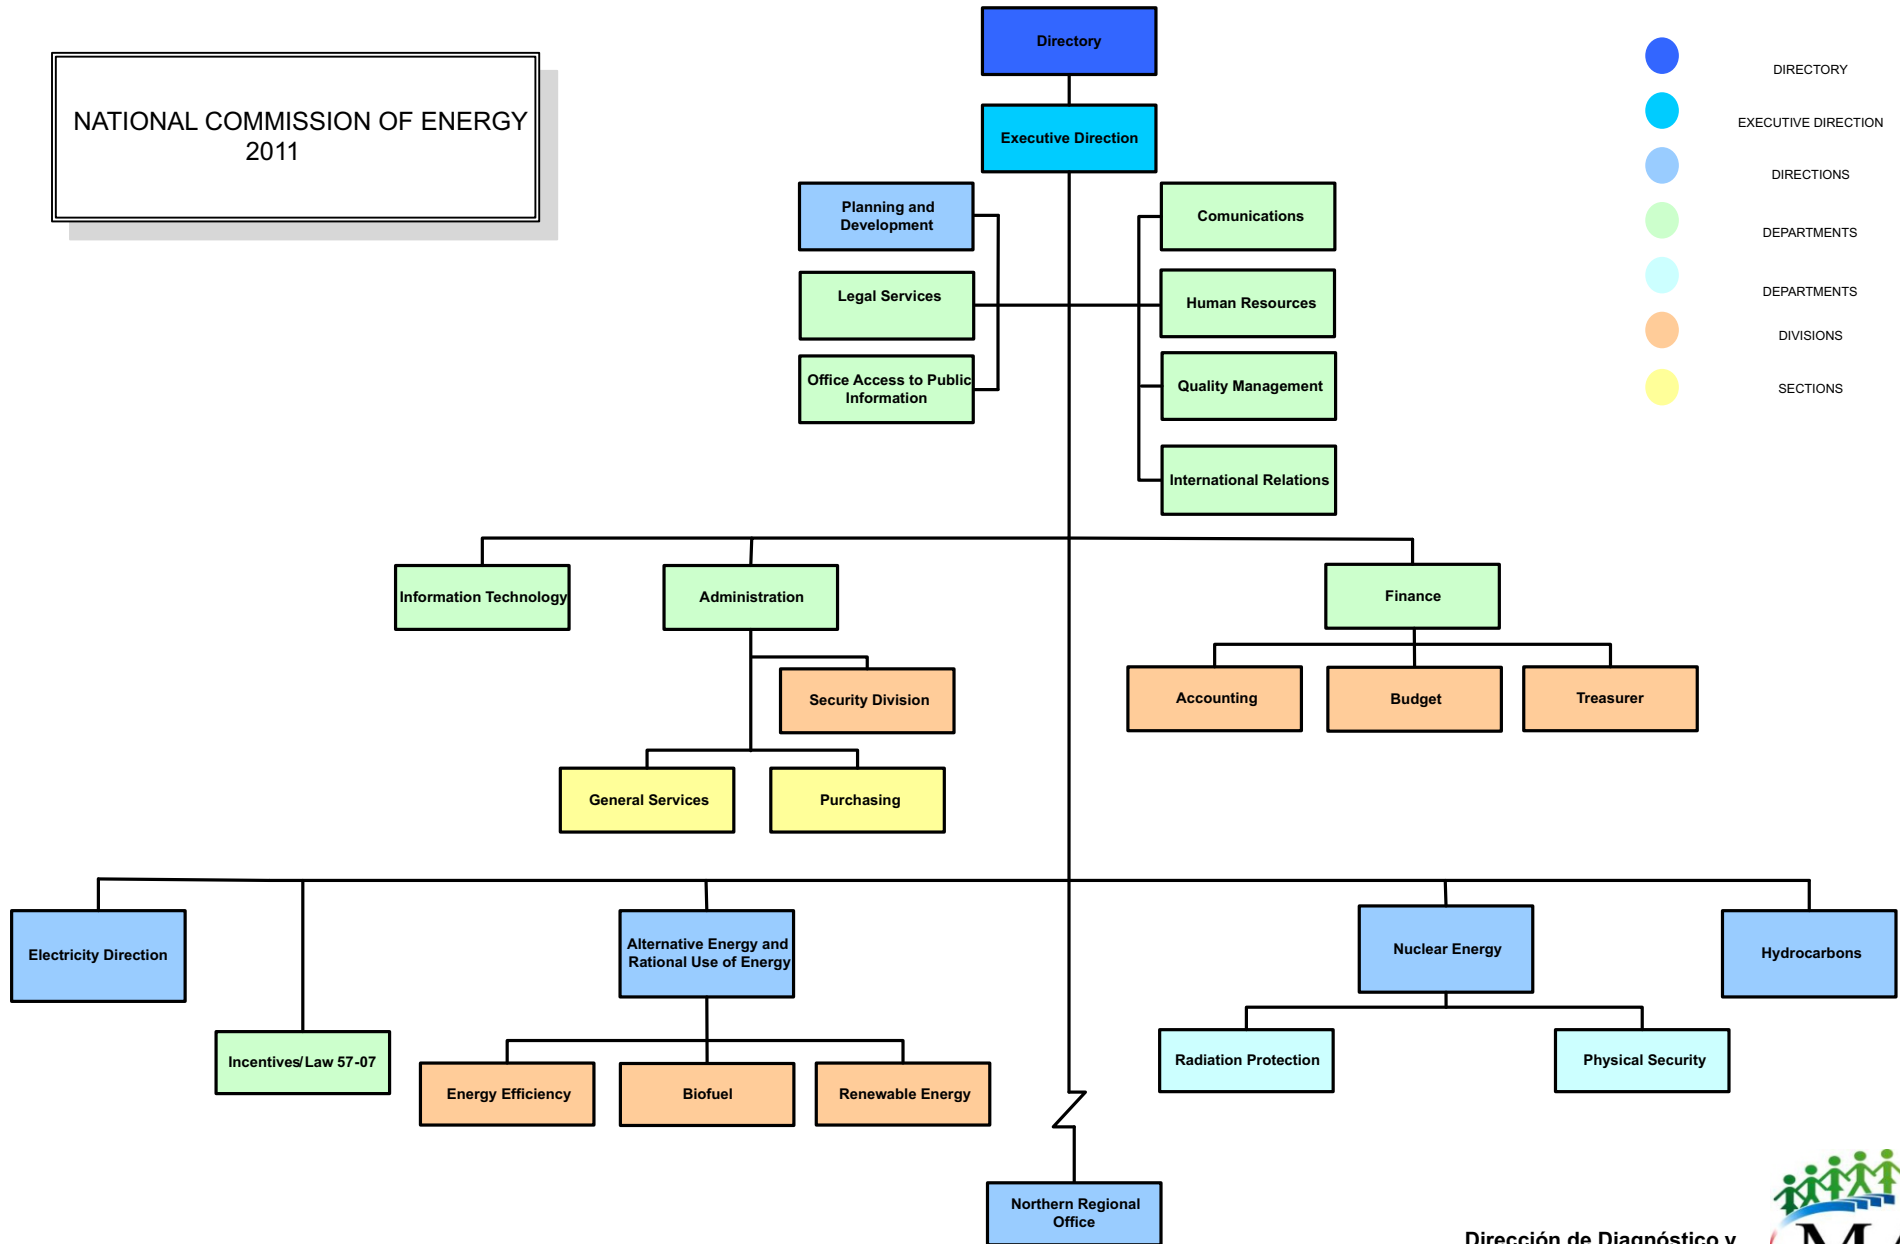 Directory
NATIONAL COMMISSION OF ENERGY
2011
Executive Direction
DIRECTORY
EXECUTIVE DIRECTION
DIRECTIONS
DEPARTMENTS
DEPARTMENTS
DIVISIONS
SECTIONS
Planning and
Development
Comunications
Legal Services
Human Resources
Office Access to Public
Information
Quality Management
International Relations
Information Technology
Administration
Finance
Security Division
Accounting
Budget
Treasurer
General Services
Purchasing
Electricity Direction
Alternative Energy and
Rational Use of Energy
Nuclear Energy
Hydrocarbons
Incentives/Law 57-07
Energy Efficiency
Biofuel
Renewable Energy
Radiation Protection
Physical Security
Northern Regional
Office
Dirección de Diagnóstico y